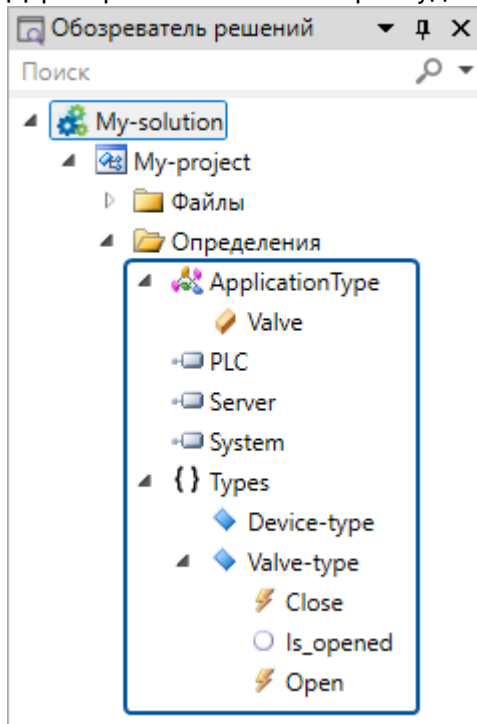 Обозреватель решений
Поиск
My-solution
My-project
Файлы
Определения
ApplicationType
Valve
PLC
Server
System
{} Types
Device-type
Valve-type
Close
Is_opened
Open